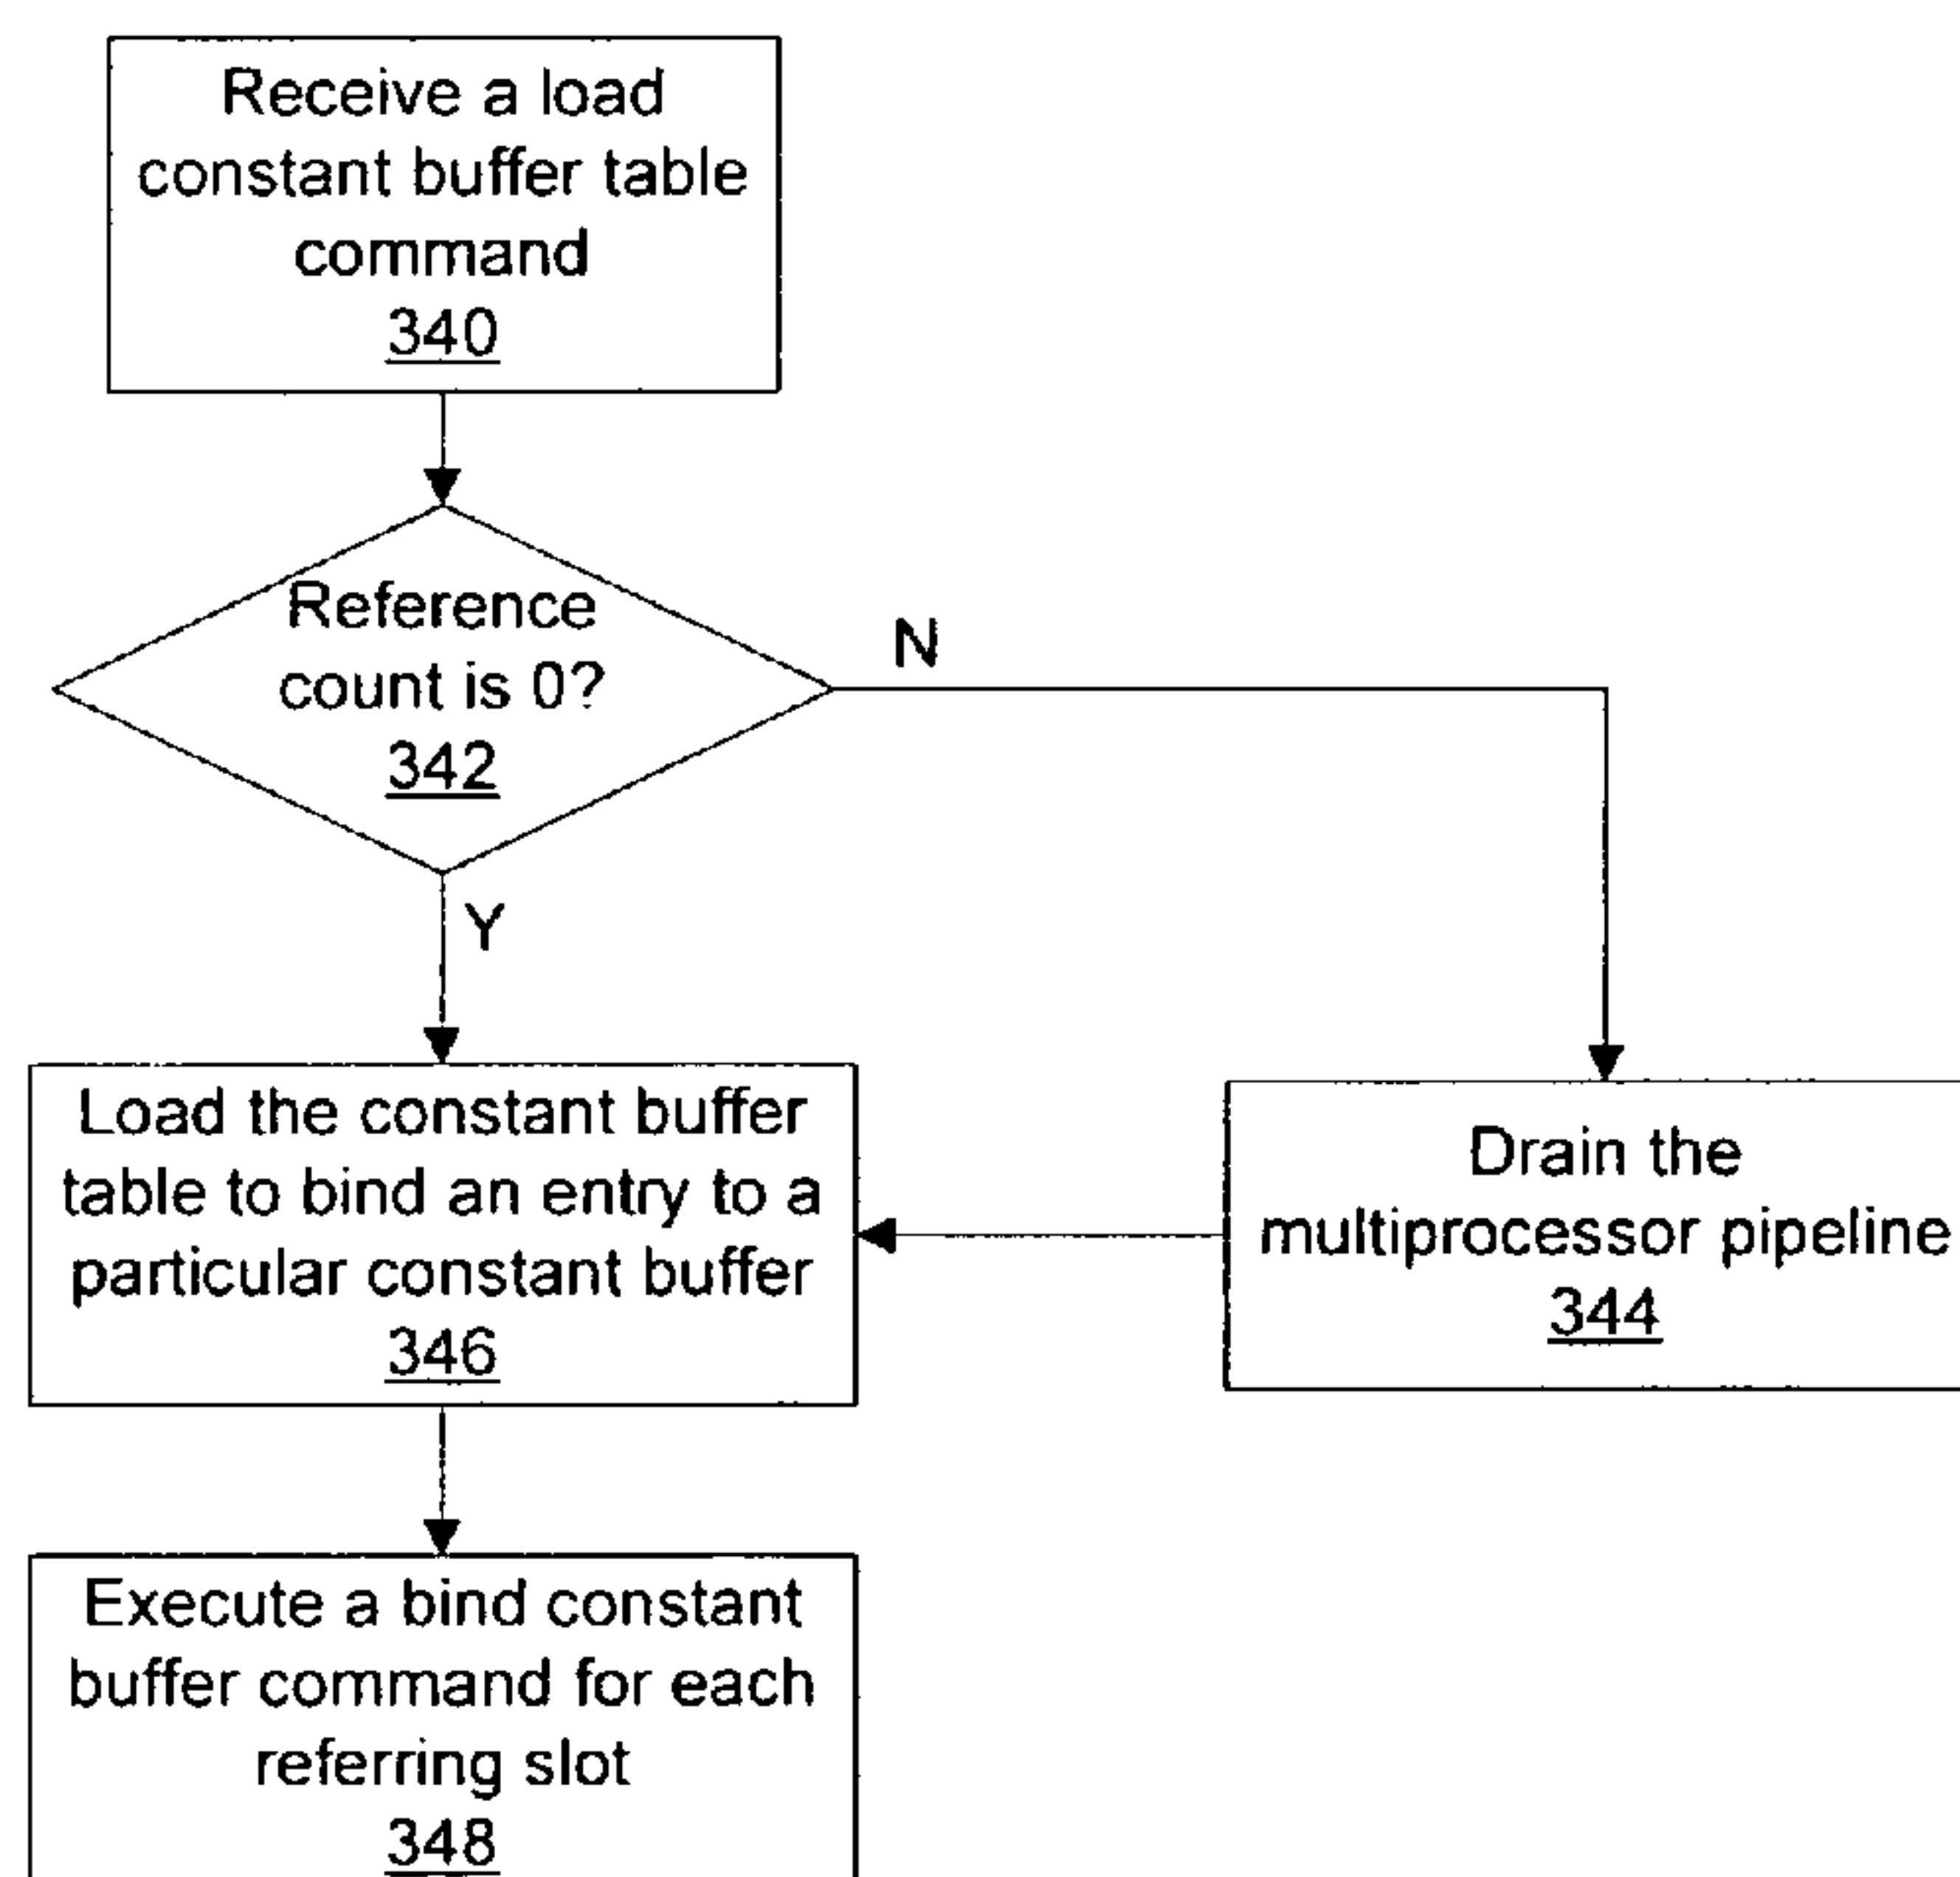 Receive a load
constant buffer table
command
340
Reference
count is 0?
342
N
Y
Load the constant buffer
table to bind an entry to a
particular constant buffer
346
Drain the
multiprocessor pipeline
344
Execute a bind constant
buffer command for each
referring slot
348